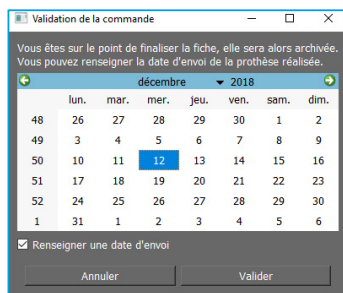 Validation de la commande
Vous êtes sur le point de finaliser la fiche, elle sera alors archivée.
Vous pouvez renseigner la date d'envoi de la prothèse réalisée.
décembre 2018
lun. mar. mer. jeu. ven. sam. dim.
48 26 27 28 29 30 1 2
49 3 4 5 6 7 8 9
50 10 11 12 13 14 15 16
51 17 18 19 20 21 22 23
52 24 25 26 27 28 29 30
1 31 1 2 3 4 5 6
Renseigner une date d'envoi
Annuler Valider